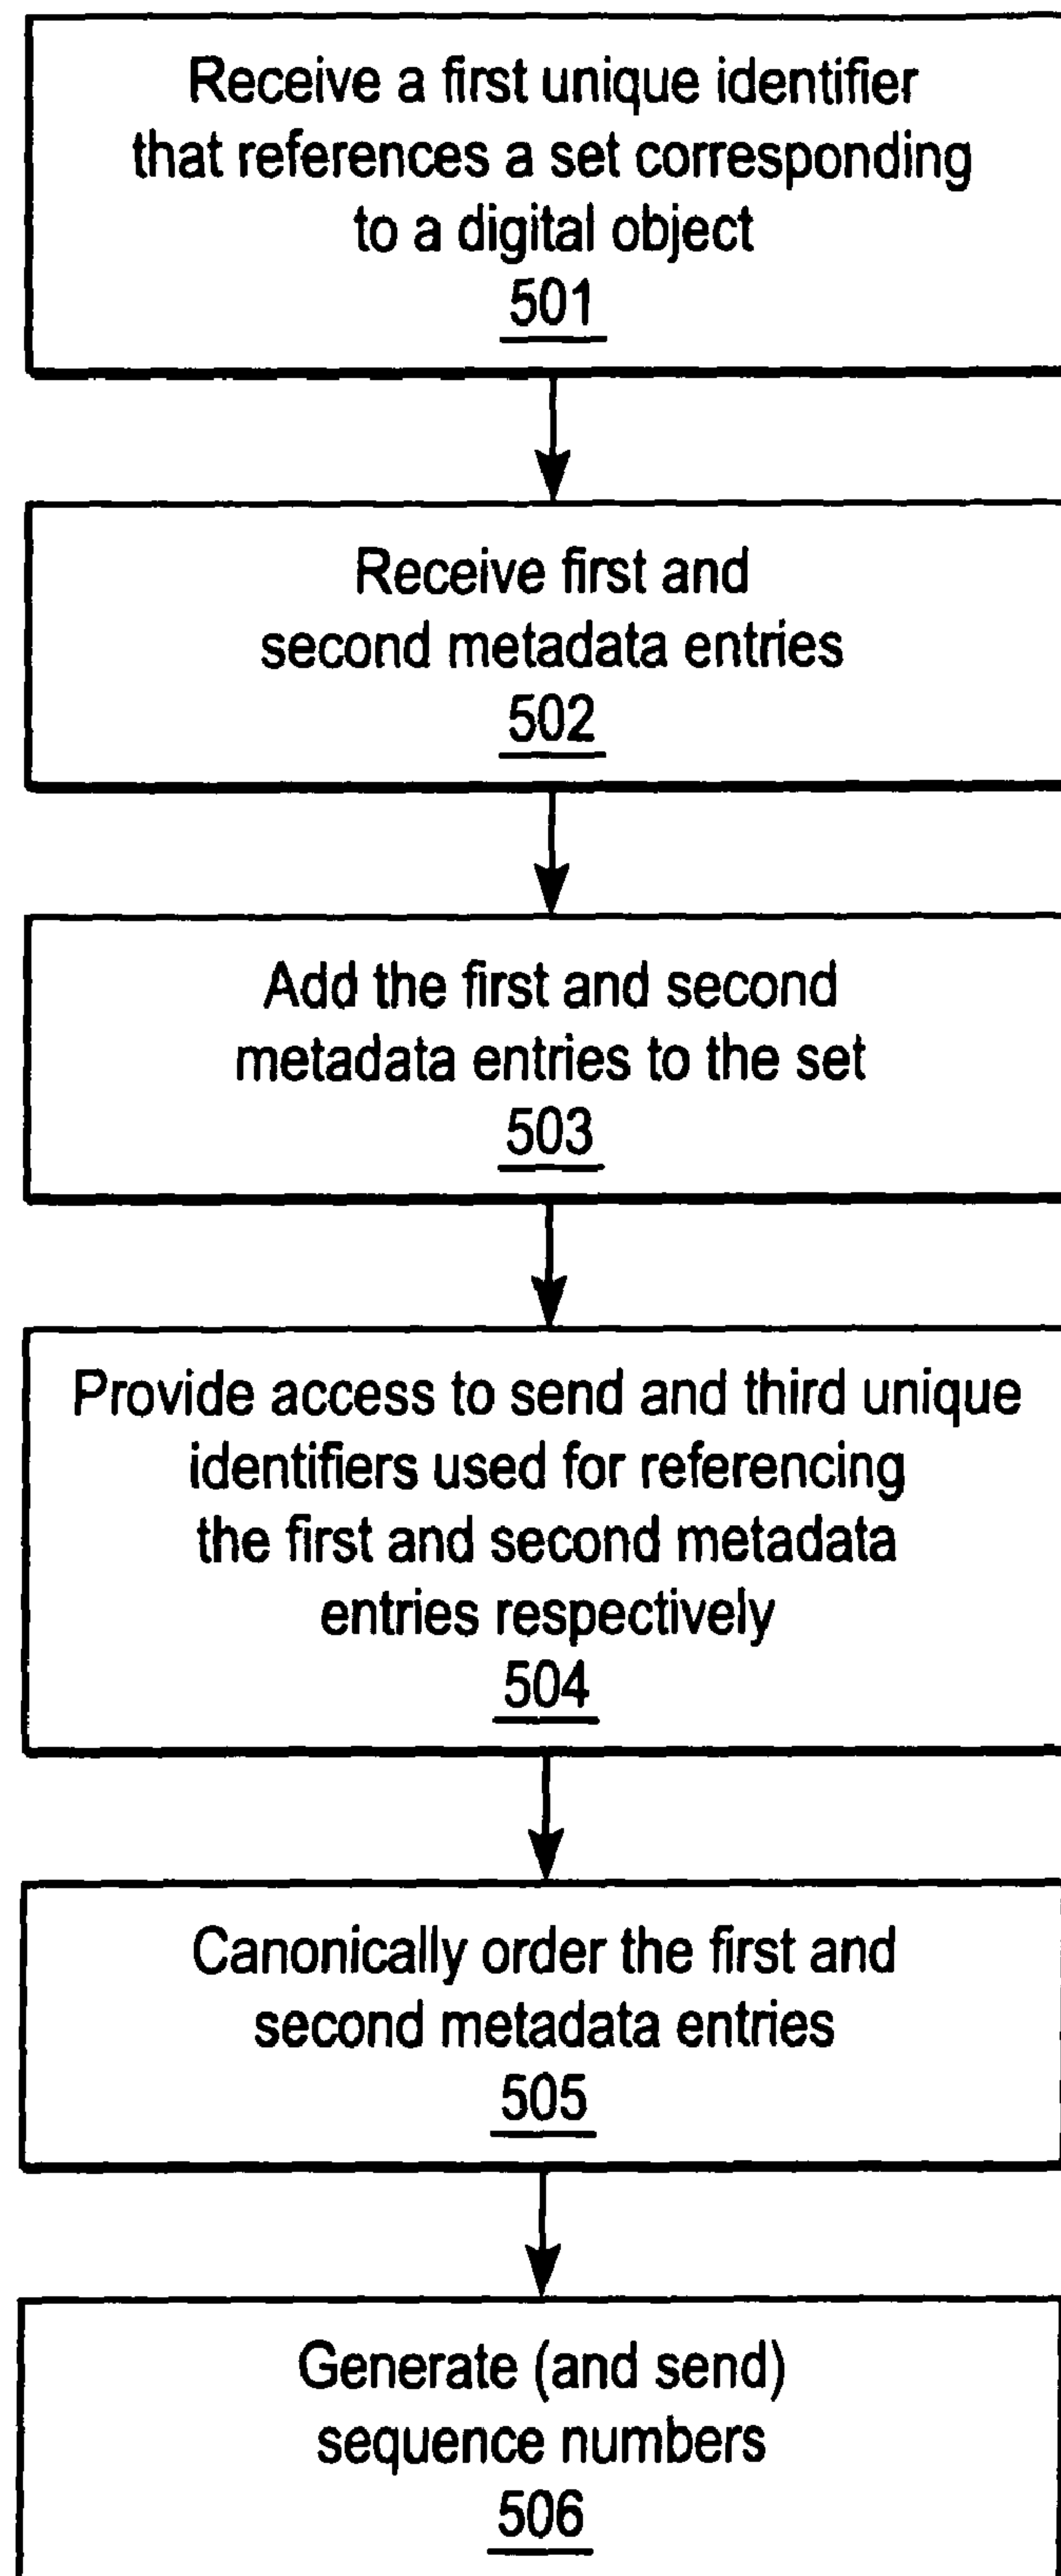 Receive a first unique identifier
that references a set corresponding
to a digital object
501
Receive first and
second metadata entries
502
Add the first and second
metadata entries to the set
503
Provide access to send and third unique
identifiers used for referencing
the first and second metadata
entries respectively
504
Canonically order the first and
second metadata entries
505
Generate (and send)
sequence numbers
506